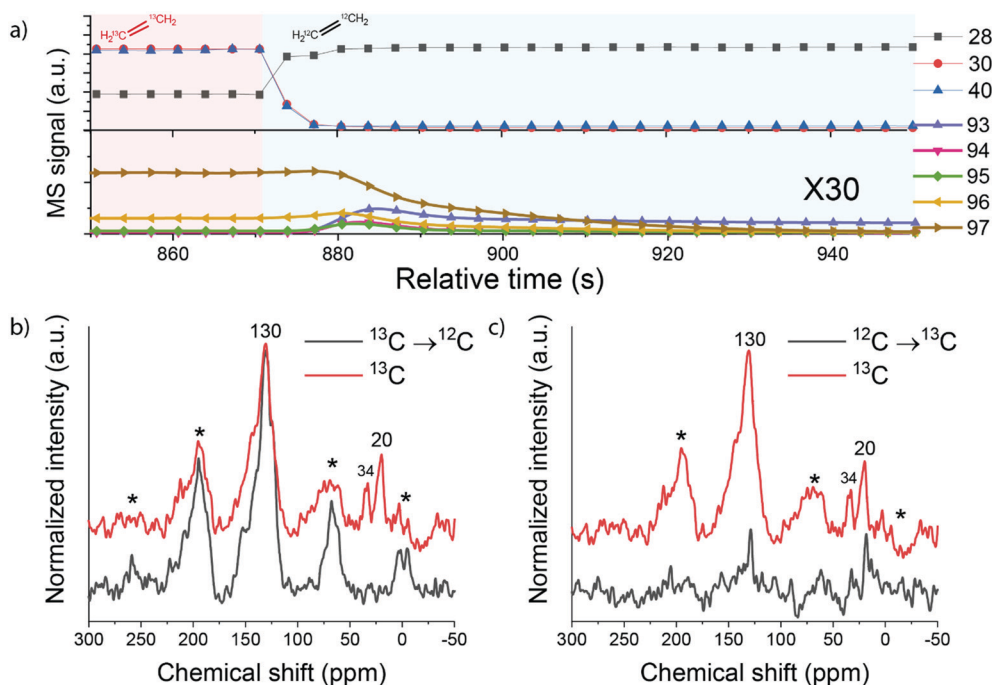 a)
H₂¹³C ¹³CH₂
H₂¹²C ¹²CH₂
MS signal (a.u.)
28
30
40
93
94
95
96
97
X30
860 880 900 920 940
Relative time (s)
b)
¹³C → ¹²C
¹³C
130
*
*
*
*
34
20
Normalized intensity (a.u.)
300 250 200 150 100 50 0 -50
Chemical shift (ppm)
c)
¹²C → ¹³C
¹³C
130
*
*
*
34
20
Normalized intensity (a.u.)
300 250 200 150 100 50 0 -50
Chemical shift (ppm)